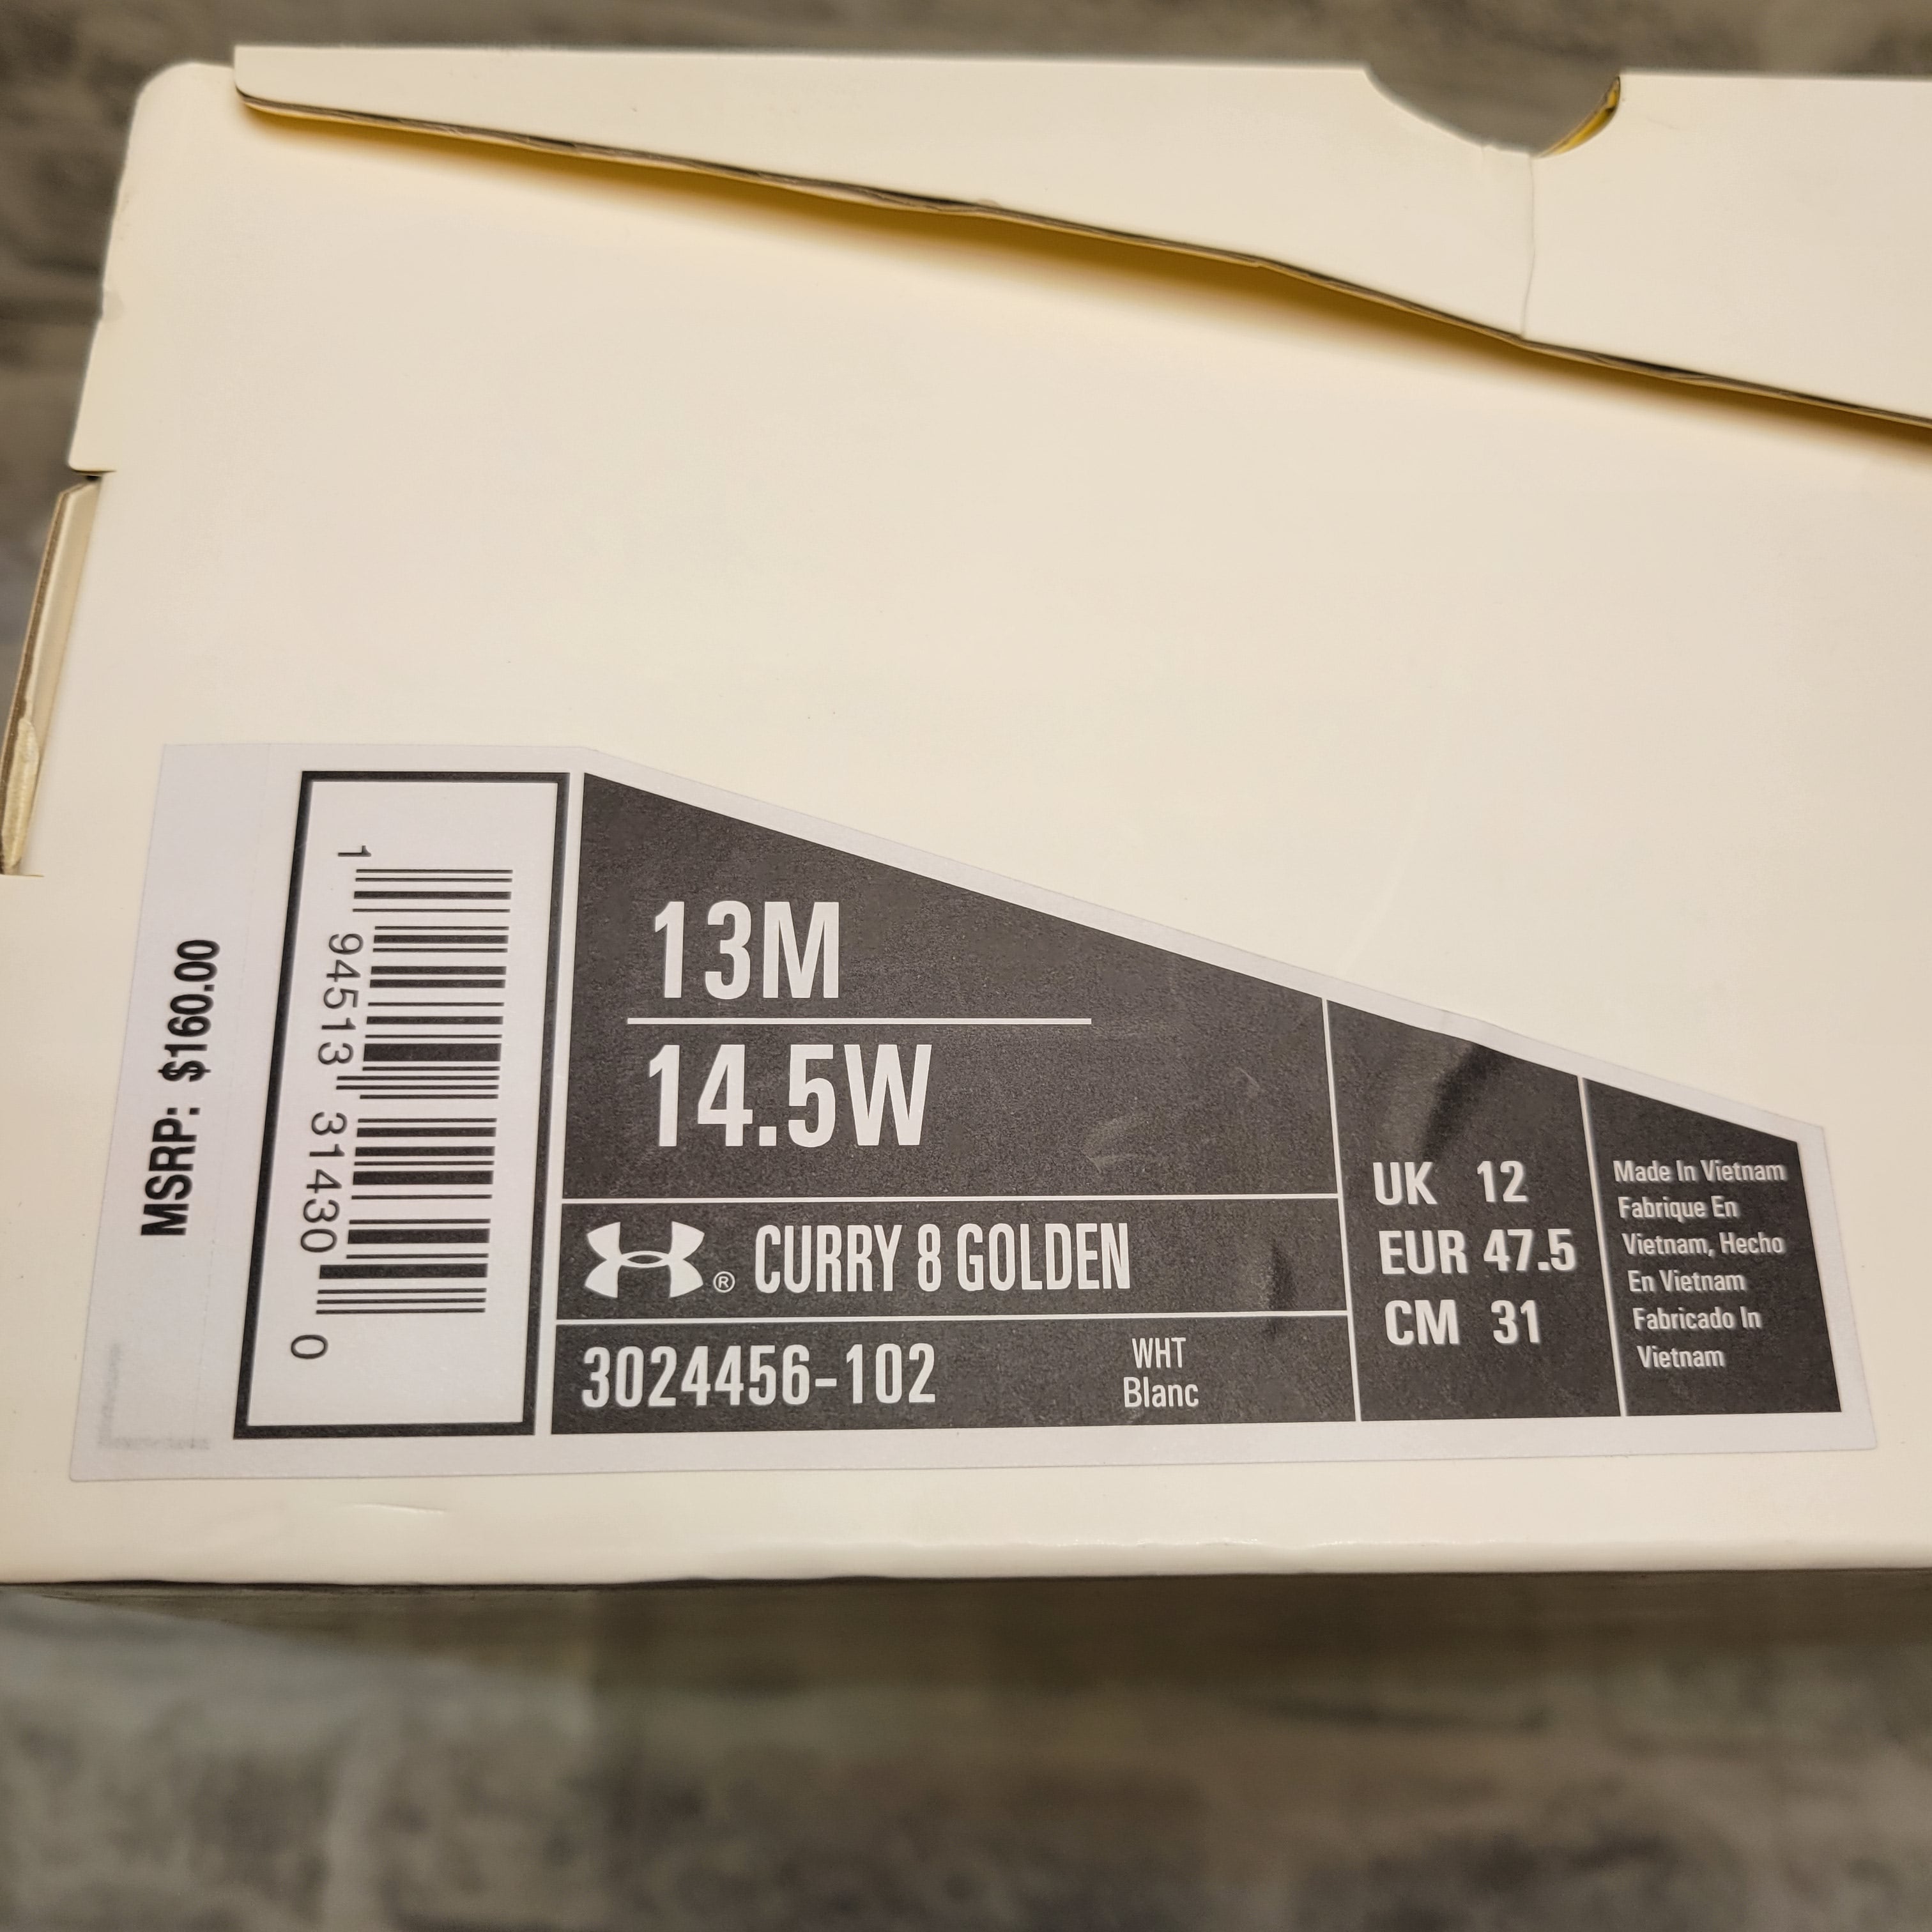 MSRP: $160.00
1 94513 31430 0
13M
14.5W
® CURRY 8 GOLDEN
3024456-102
WHT
Blanc
UK 12
EUR 47.5
CM 31
Made In Vietnam
Fabrique En
Vietnam, Hecho
En Vietnam
Fabricado In
Vietnam